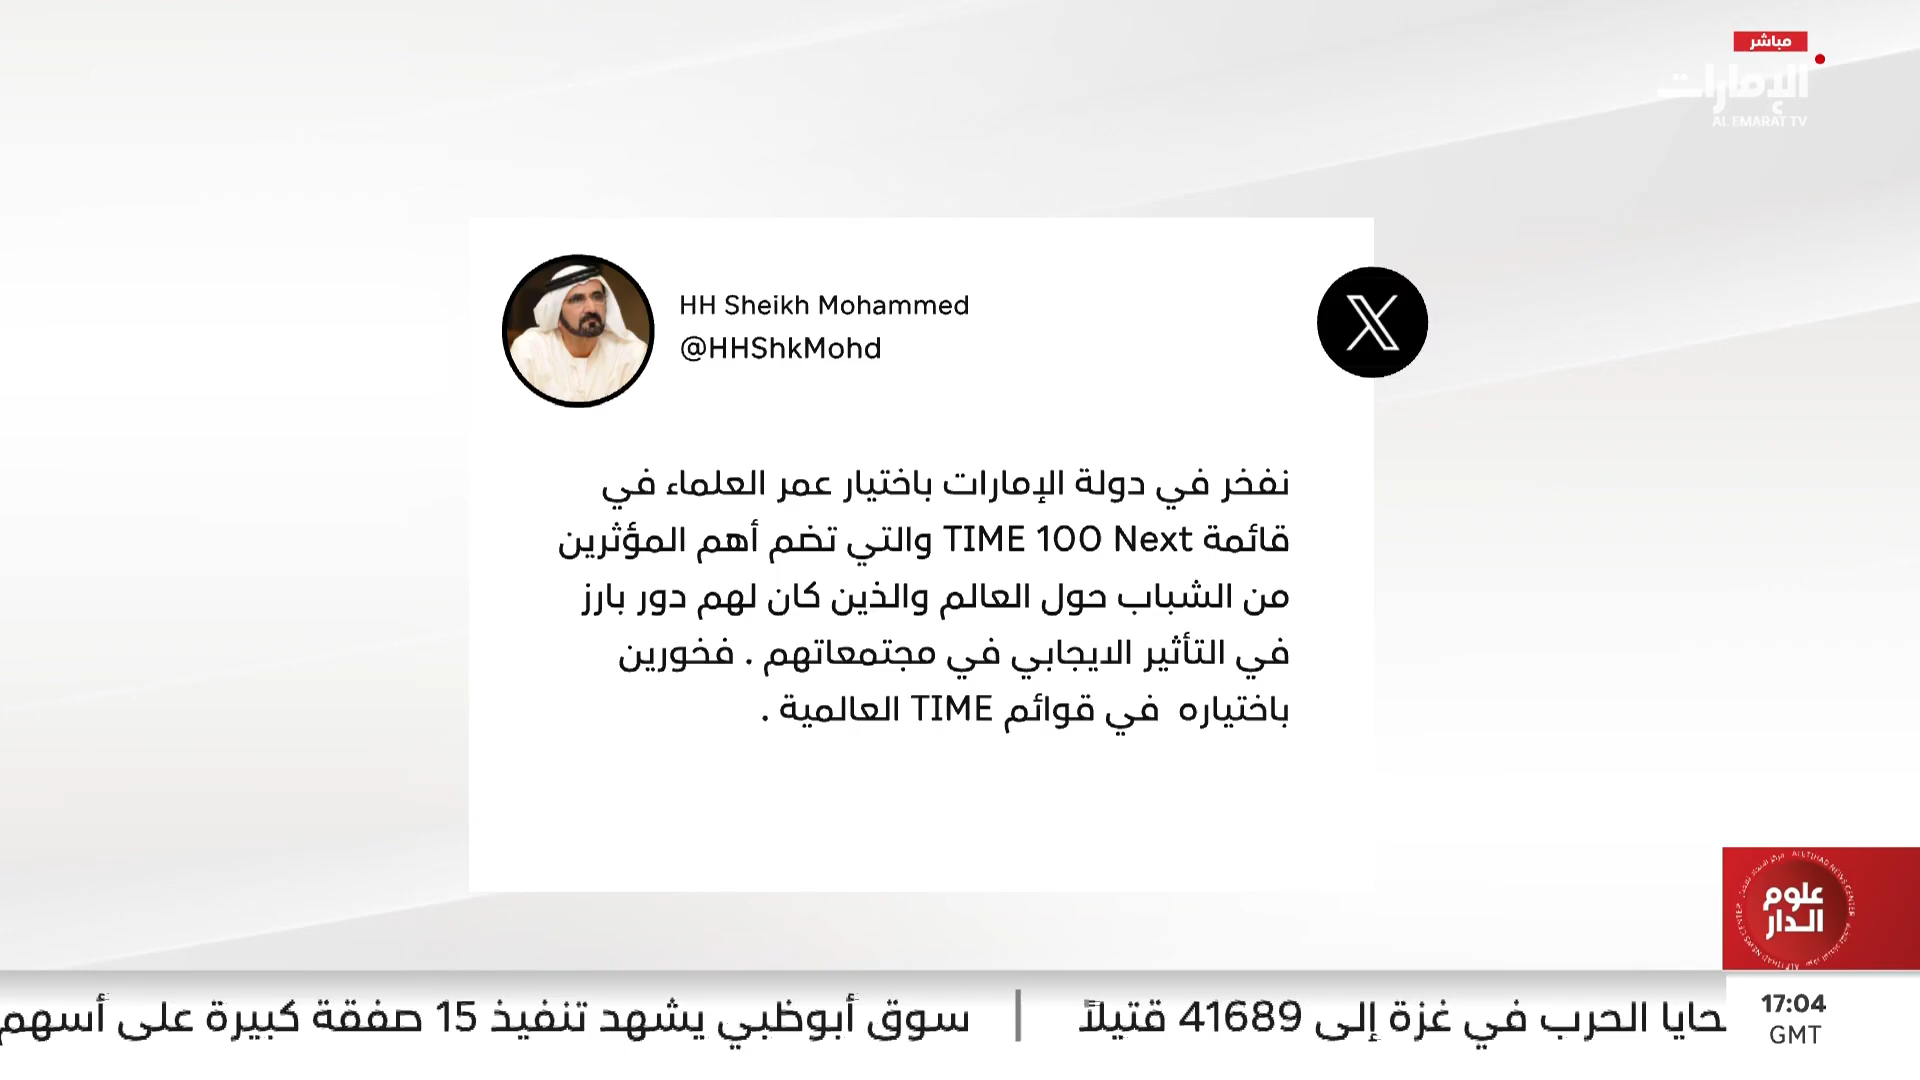 مباشر
الإمارات
AL EMARAT TV
HH Sheikh Mohammed
@HHShkMohd
نفخر في دولة الإمارات باختيار عمر العلماء في
قائمة TIME 100 Next والتي تضم أهم المؤثرين
من الشباب حول العالم والذين كان لهم دور بارز
في التأثير الايجابي في مجتمعاتهم . فخورين
باختياره في قوائم TIME العالمية .
علوم
الدار
17:04
GMT
حايا الحرب في غزة إلى 41689 قتيلاً | سوق أبوظبي يشهد تنفيذ 15 صفقة كبيرة على أسهم